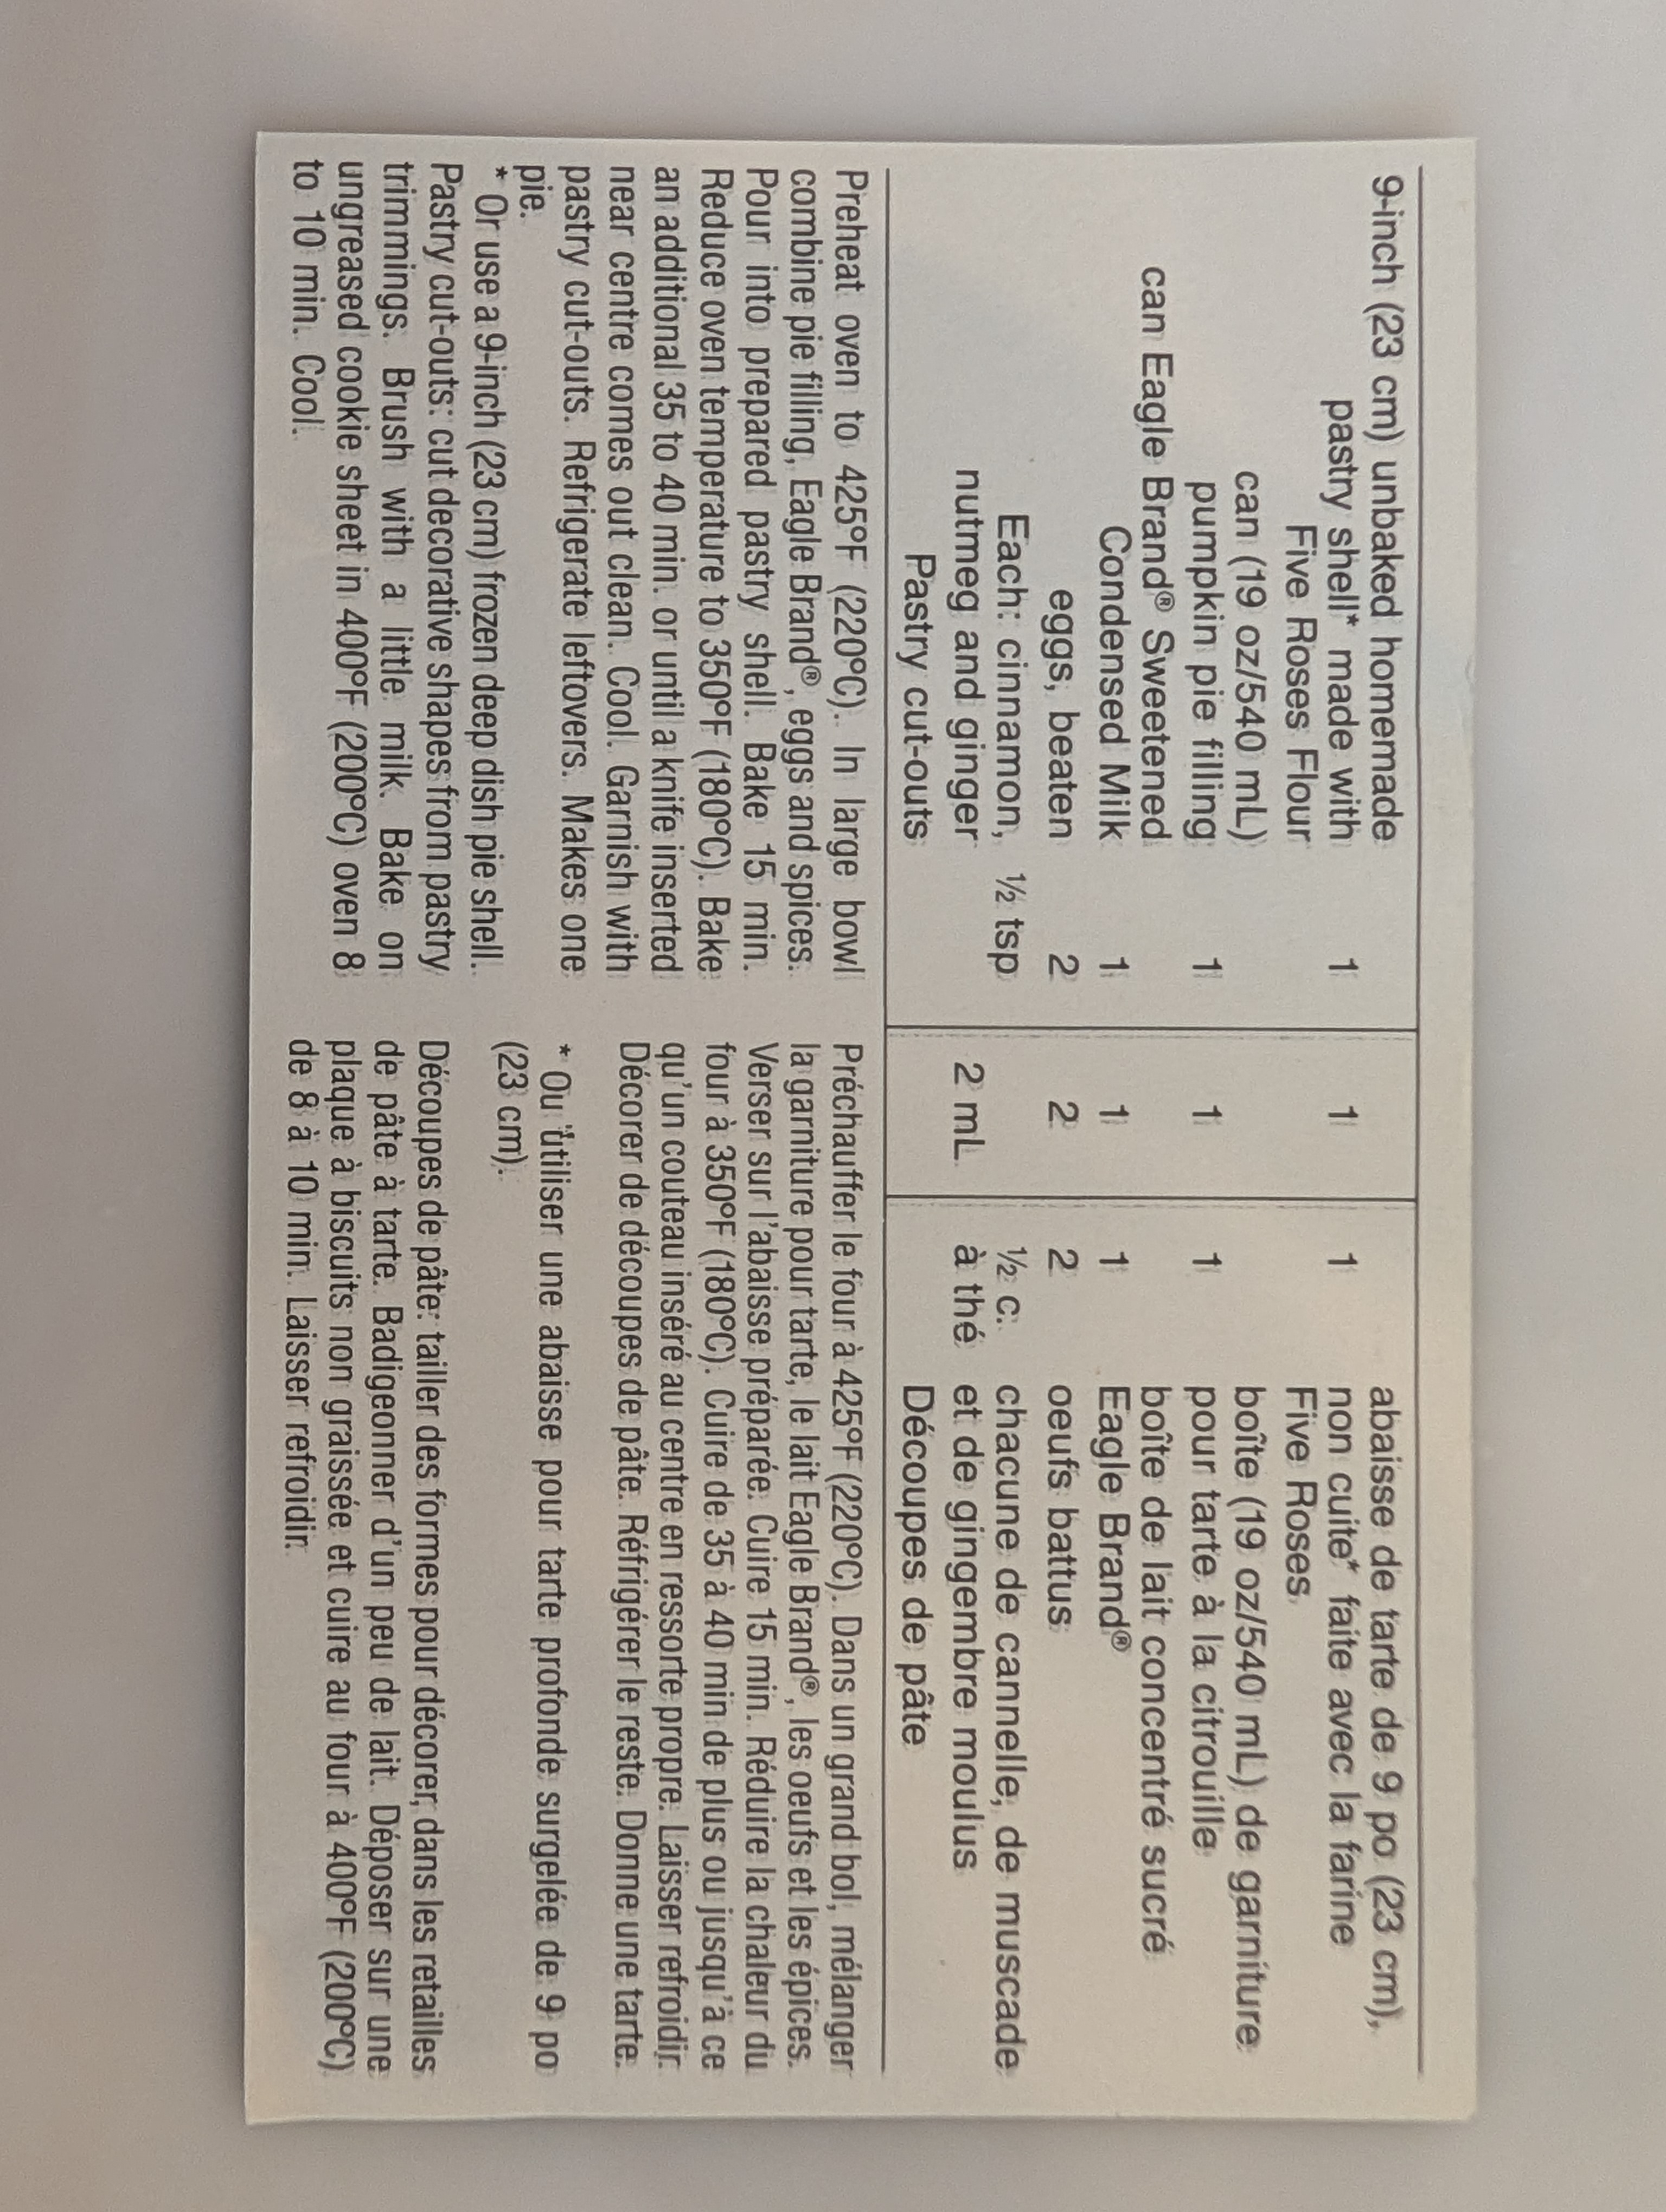 9-inch (23 cm) unbaked homemade
pastry shell* made with 1 1 1
Five Roses Flour
abaisse de tarte de 9 po (23 cm),
non cuite* faite avec la farine
Five Roses
can (19 oz/540 mL)
pumpkin pie filling 1 1 1
boîte (19 oz/540 mL) de garniture
pour tarte à la citrouille
can Eagle Brand® Sweetened
Condensed Milk 1 1 1
boîte de lait concentré sucré
Eagle Brand®
eggs, beaten 2 2 2 oeufs battus
Each: cinnamon,
nutmeg and ginger
½ tsp
2 mL
½ c.
à thé
chacune de cannelle, de muscade
et de gingembre moulus
Pastry cut-outs
Découpes de pâte
Preheat oven to 425ºF (220ºC). In large bowl
combine pie filling, Eagle Brand®, eggs and spices.
Pour into prepared pastry shell. Bake 15 min.
Reduce oven temperature to 350ºF (180ºC). Bake
an additional 35 to 40 min. or until a knife inserted
near centre comes out clean. Cool. Garnish with
pastry cut-outs. Refrigerate leftovers. Makes one
pie.
* Or use a 9-inch (23 cm) frozen deep dish pie shell.
Pastry cut-outs: cut decorative shapes from pastry
trimmings. Brush with a little milk. Bake on
ungreased cookie sheet in 400ºF (200ºC) oven 8
to 10 min. Cool.
Préchauffer le four à 425ºF (220ºC). Dans un grand bol, mélanger
la garniture pour tarte, le lait Eagle Brand®, les oeufs et les épices.
Verser sur l'abaisse préparée. Cuire 15 min. Réduire la chaleur du
four à 350ºF (180ºC). Cuire de 35 à 40 min de plus ou jusqu'à ce
qu'un couteau inséré au centre en ressorte propre. Laisser refroidir.
Décorer de découpes de pâte. Réfrigérer le reste. Donne une tarte.
* Ou utiliser une abaisse pour tarte profonde surgelée de 9 po
(23 cm).
Découpes de pâte: tailler des formes pour décorer, dans les retailles
de pâte à tarte. Badigeonner d'un peu de lait. Déposer sur une
plaque à biscuits non graissée et cuire au four à 400ºF (200ºC)
de 8 à 10 min. Laisser refroidir.